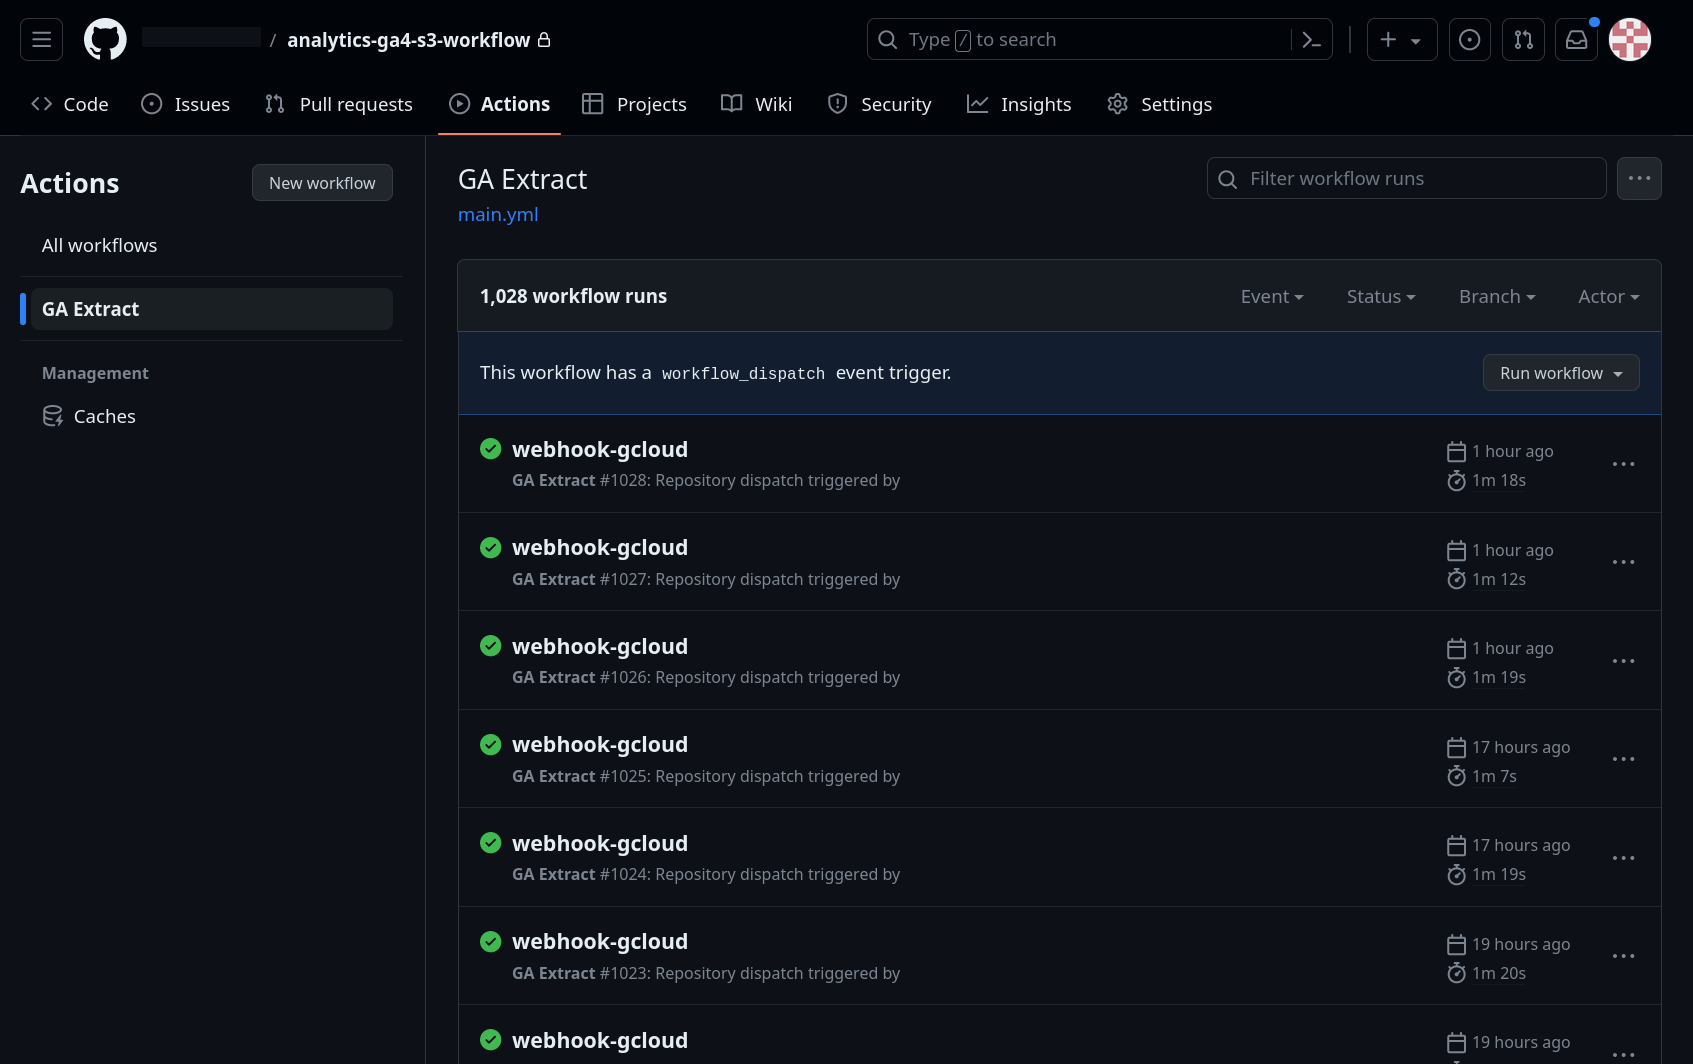 / analytics-ga4-s3-workflow
Type / to search
Code Issues Pull requests Actions Projects Wiki Security Insights Settings
Actions
New workflow
All workflows
GA Extract
Management
Caches
GA Extract
main.yml
Filter workflow runs
1,028 workflow runs
Event Status Branch Actor
This workflow has a workflow_dispatch event trigger.
Run workflow
webhook-gcloud
GA Extract #1028: Repository dispatch triggered by
1 hour ago
1m 18s
webhook-gcloud
GA Extract #1027: Repository dispatch triggered by
1 hour ago
1m 12s
webhook-gcloud
GA Extract #1026: Repository dispatch triggered by
1 hour ago
1m 19s
webhook-gcloud
GA Extract #1025: Repository dispatch triggered by
17 hours ago
1m 7s
webhook-gcloud
GA Extract #1024: Repository dispatch triggered by
17 hours ago
1m 19s
webhook-gcloud
GA Extract #1023: Repository dispatch triggered by
19 hours ago
1m 20s
webhook-gcloud
19 hours ago